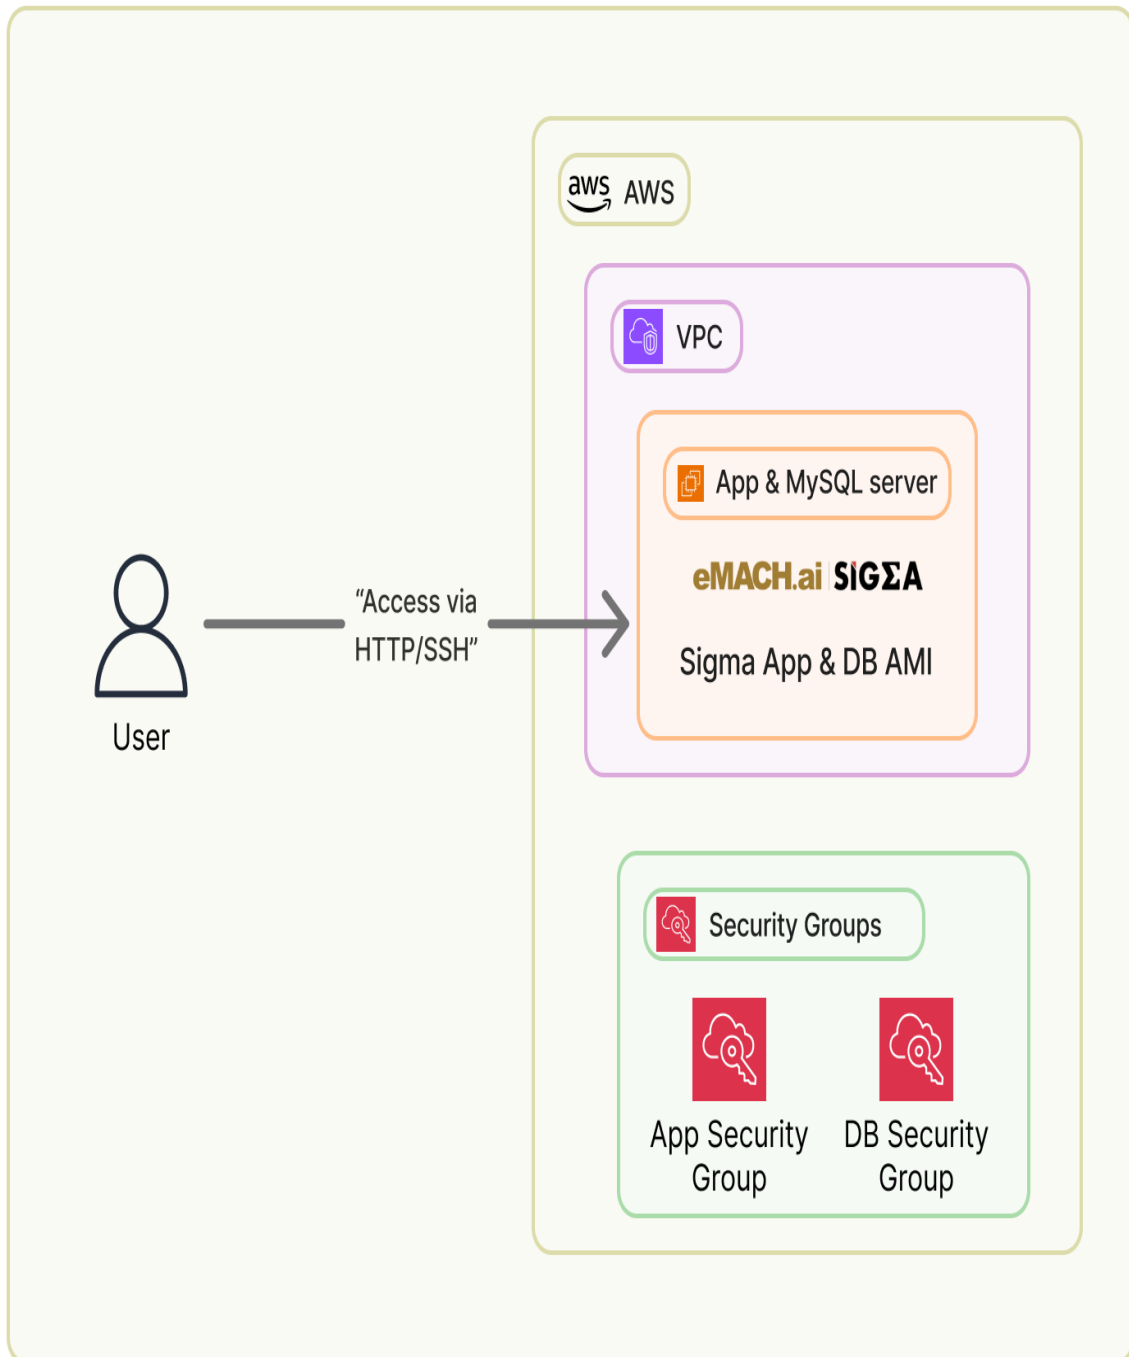 aws AWS
VPC
App & MySQL server
eMACH.ai SIGΣA
Sigma App & DB AMI
“Access via
HTTP/SSH”
User
Security Groups
App Security
Group
DB Security
Group